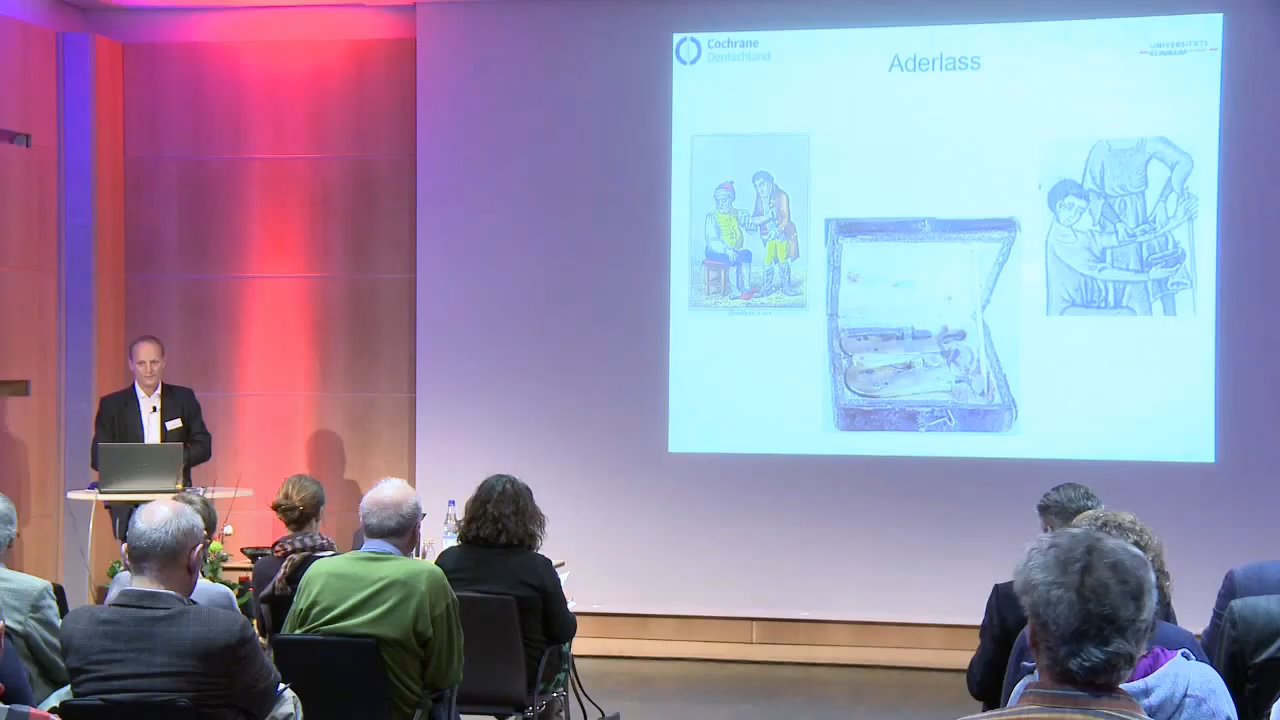 Cochrane
Deutschland
Aderlass
UNIVERSITÄTS
KLINIKUM